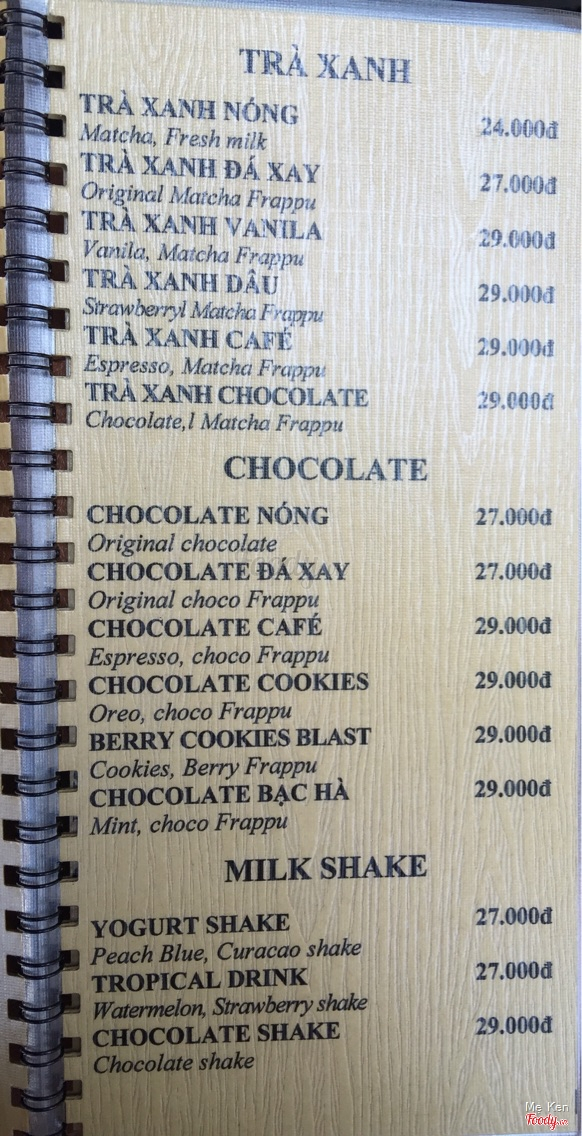 TRÀ XANH
TRÀ XANH NÓNG 24.000đ
Matcha, Fresh milk
TRÀ XANH ĐÁ XAY 27.000đ
Original Matcha Frappu
TRÀ XANH VANILA 29.000đ
Vanila, Matcha Frappu
TRÀ XANH DÂU 29.000đ
Strawberryl Matcha Frappu
TRÀ XANH CAFÉ 29.000đ
Espresso, Matcha Frappu
TRÀ XANH CHOCOLATE 29.000đ
Chocolate,l Matcha Frappu
CHOCOLATE
CHOCOLATE NÓNG 27.000đ
Original chocolate
CHOCOLATE ĐÁ XAY 27.000đ
Original choco Frappu
CHOCOLATE CAFÉ 29.000đ
Espresso, choco Frappu
CHOCOLATE COOKIES 29.000đ
Oreo, choco Frappu
BERRY COOKIES BLAST 29.000đ
Cookies, Berry Frappu
CHOCOLATE BẠC HÀ 29.000đ
Mint, choco Frappu
MILK SHAKE
YOGURT SHAKE 27.000đ
Peach Blue, Curacao shake
TROPICAL DRINK 27.000đ
Watermelon, Strawberry shake
CHOCOLATE SHAKE 29.000đ
Chocolate shake
Me Ken
Foody.vn